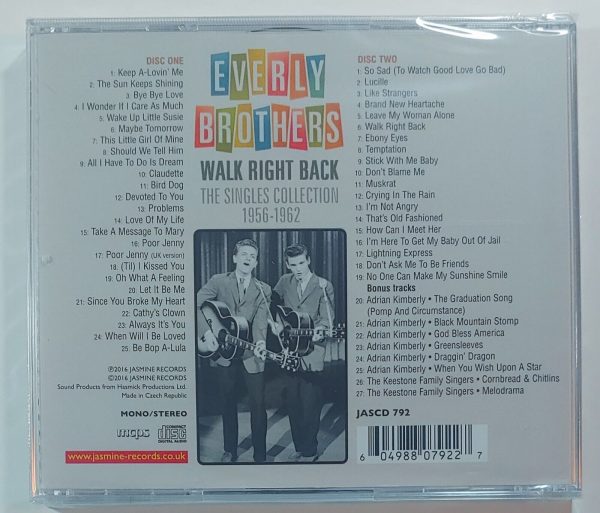 DISC ONE
1: Keep A-Lovin' Me
2: The Sun Keeps Shining
3: Bye Bye Love
4: I Wonder If I Care As Much
5: Wake Up Little Susie
6: Maybe Tomorrow
7: This Little Girl Of Mine
8: Should We Tell Him
9: All I Have To Do Is Dream
10: Claudette
11: Bird Dog
12: Devoted To You
13: Problems
14: Love Of My Life
15: Take A Message To Mary
16: Poor Jenny
17: Poor Jenny (UK version)
18: (Til) I Kissed You
19: Oh What A Feeling
20: Let It Be Me
21: Since You Broke My Heart
22: Cathy's Clown
23: Always It's You
24: When Will I Be Loved
25: Be Bop A-Lula
℗2016 JASMINE RECORDS
©2016 JASMINE RECORDS
Sound Products from Hasmick Productions Ltd.
Made in Czech Republic
MONO/STEREO
mcps
COMPACT
disc
DIGITAL AUDIO
www.jasmine-records.co.uk
EVERLY
BROTHERS
WALK RIGHT BACK
THE SINGLES COLLECTION
1956-1962
DISC TWO
1: So Sad (To Watch Good Love Go Bad)
2: Lucille
3: Like Strangers
4: Brand New Heartache
5: Leave My Woman Alone
6: Walk Right Back
7: Ebony Eyes
8: Temptation
9: Stick With Me Baby
10: Don't Blame Me
11: Muskrat
12: Crying In The Rain
13: I'm Not Angry
14: That's Old Fashioned
15: How Can I Meet Her
16: I'm Here To Get My Baby Out Of Jail
17: Lightning Express
18: Don't Ask Me To Be Friends
19: No One Can Make My Sunshine Smile
Bonus tracks
20: Adrian Kimberly • The Graduation Song
(Pomp And Circumstance)
21: Adrian Kimberly • Black Mountain Stomp
22: Adrian Kimberly • God Bless America
23: Adrian Kimberly • Greensleeves
24: Adrian Kimberly • Draggin' Dragon
25: Adrian Kimberly • When You Wish Upon A Star
26: The Keestone Family Singers • Cornbread & Chitlins
27: The Keestone Family Singers • Melodrama
JASCD 792
6 04988 07922 7